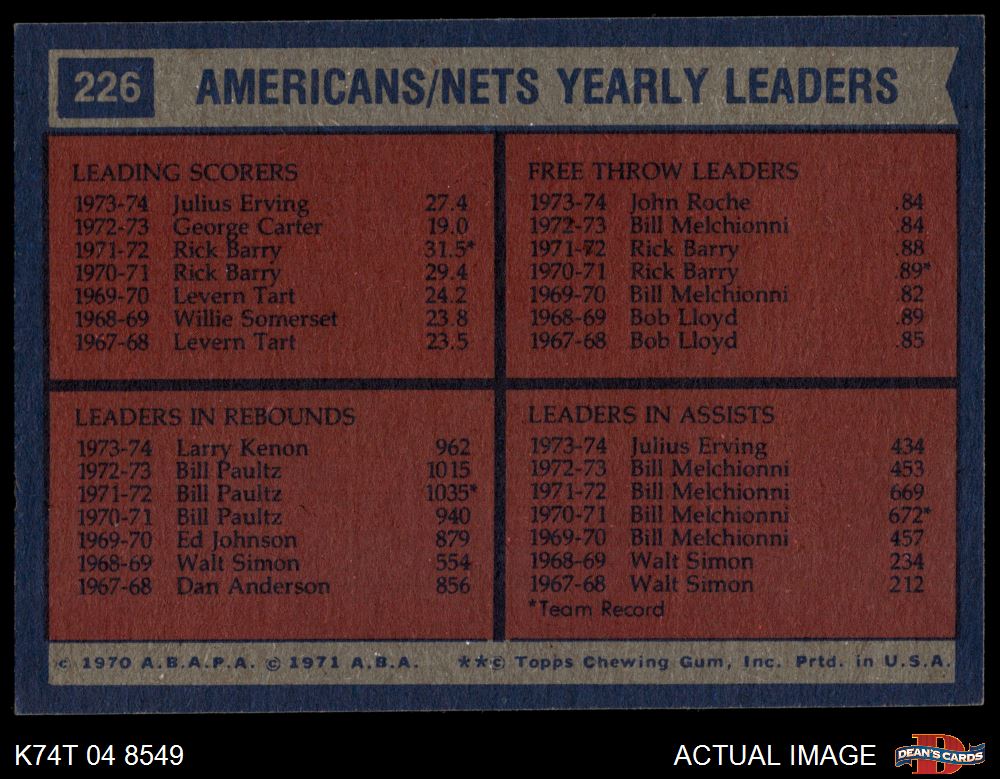 226 AMERICANS/NETS YEARLY LEADERS
LEADING SCORERS
1973-74 Julius Erving 27.4
1972-73 George Carter 19.0
1971-72 Rick Barry 31.5*
1970-71 Rick Barry 29.4
1969-70 Levern Tart 24.2
1968-69 Willie Somerset 23.8
1967-68 Levern Tart 23.5
FREE THROW LEADERS
1973-74 John Roche .84
1972-73 Bill Melchionni .84
1971-72 Rick Barry .88
1970-71 Rick Barry .89*
1969-70 Bill Melchionni .82
1968-69 Bob Lloyd .89
1967-68 Bob Lloyd .85
LEADERS IN REBOUNDS
1973-74 Larry Kenon 962
1972-73 Bill Paultz 1015
1971-72 Bill Paultz 1035*
1970-71 Bill Paultz 940
1969-70 Ed Johnson 879
1968-69 Walt Simon 554
1967-68 Dan Anderson 856
LEADERS IN ASSISTS
1973-74 Julius Erving 434
1972-73 Bill Melchionni 453
1971-72 Bill Melchionni 669
1970-71 Bill Melchionni 672*
1969-70 Bill Melchionni 457
1968-69 Walt Simon 234
1967-68 Walt Simon 212
*Team Record
© 1970 A.B.A.P.A. © 1971 A.B.A. **© Topps Chewing Gum, Inc. Prtd. in U.S.A.
K74T 04 8549 ACTUAL IMAGE DEAN'S CARDS